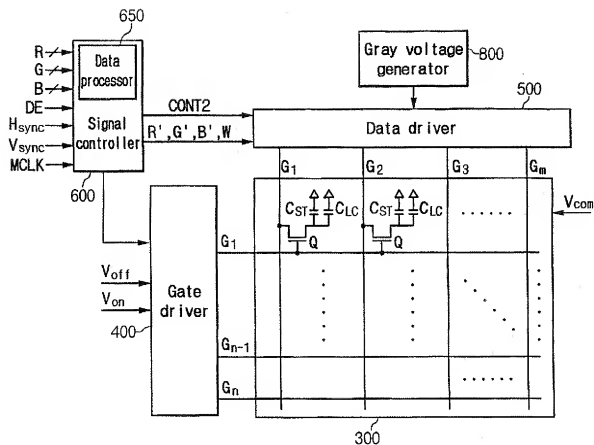 650
R
G
B
DE
Hsync
Vsync
MCLK
Data
processor
Signal
controller
600
CONT2
R',G',B',W
Gray voltage
generator
800
500
Data driver
G1 G2 G3 Gm
Vcom
CST CLC CST CLC
Q Q
G1
Voff
Von
400
Gate
driver
Gn-1
Gn
300